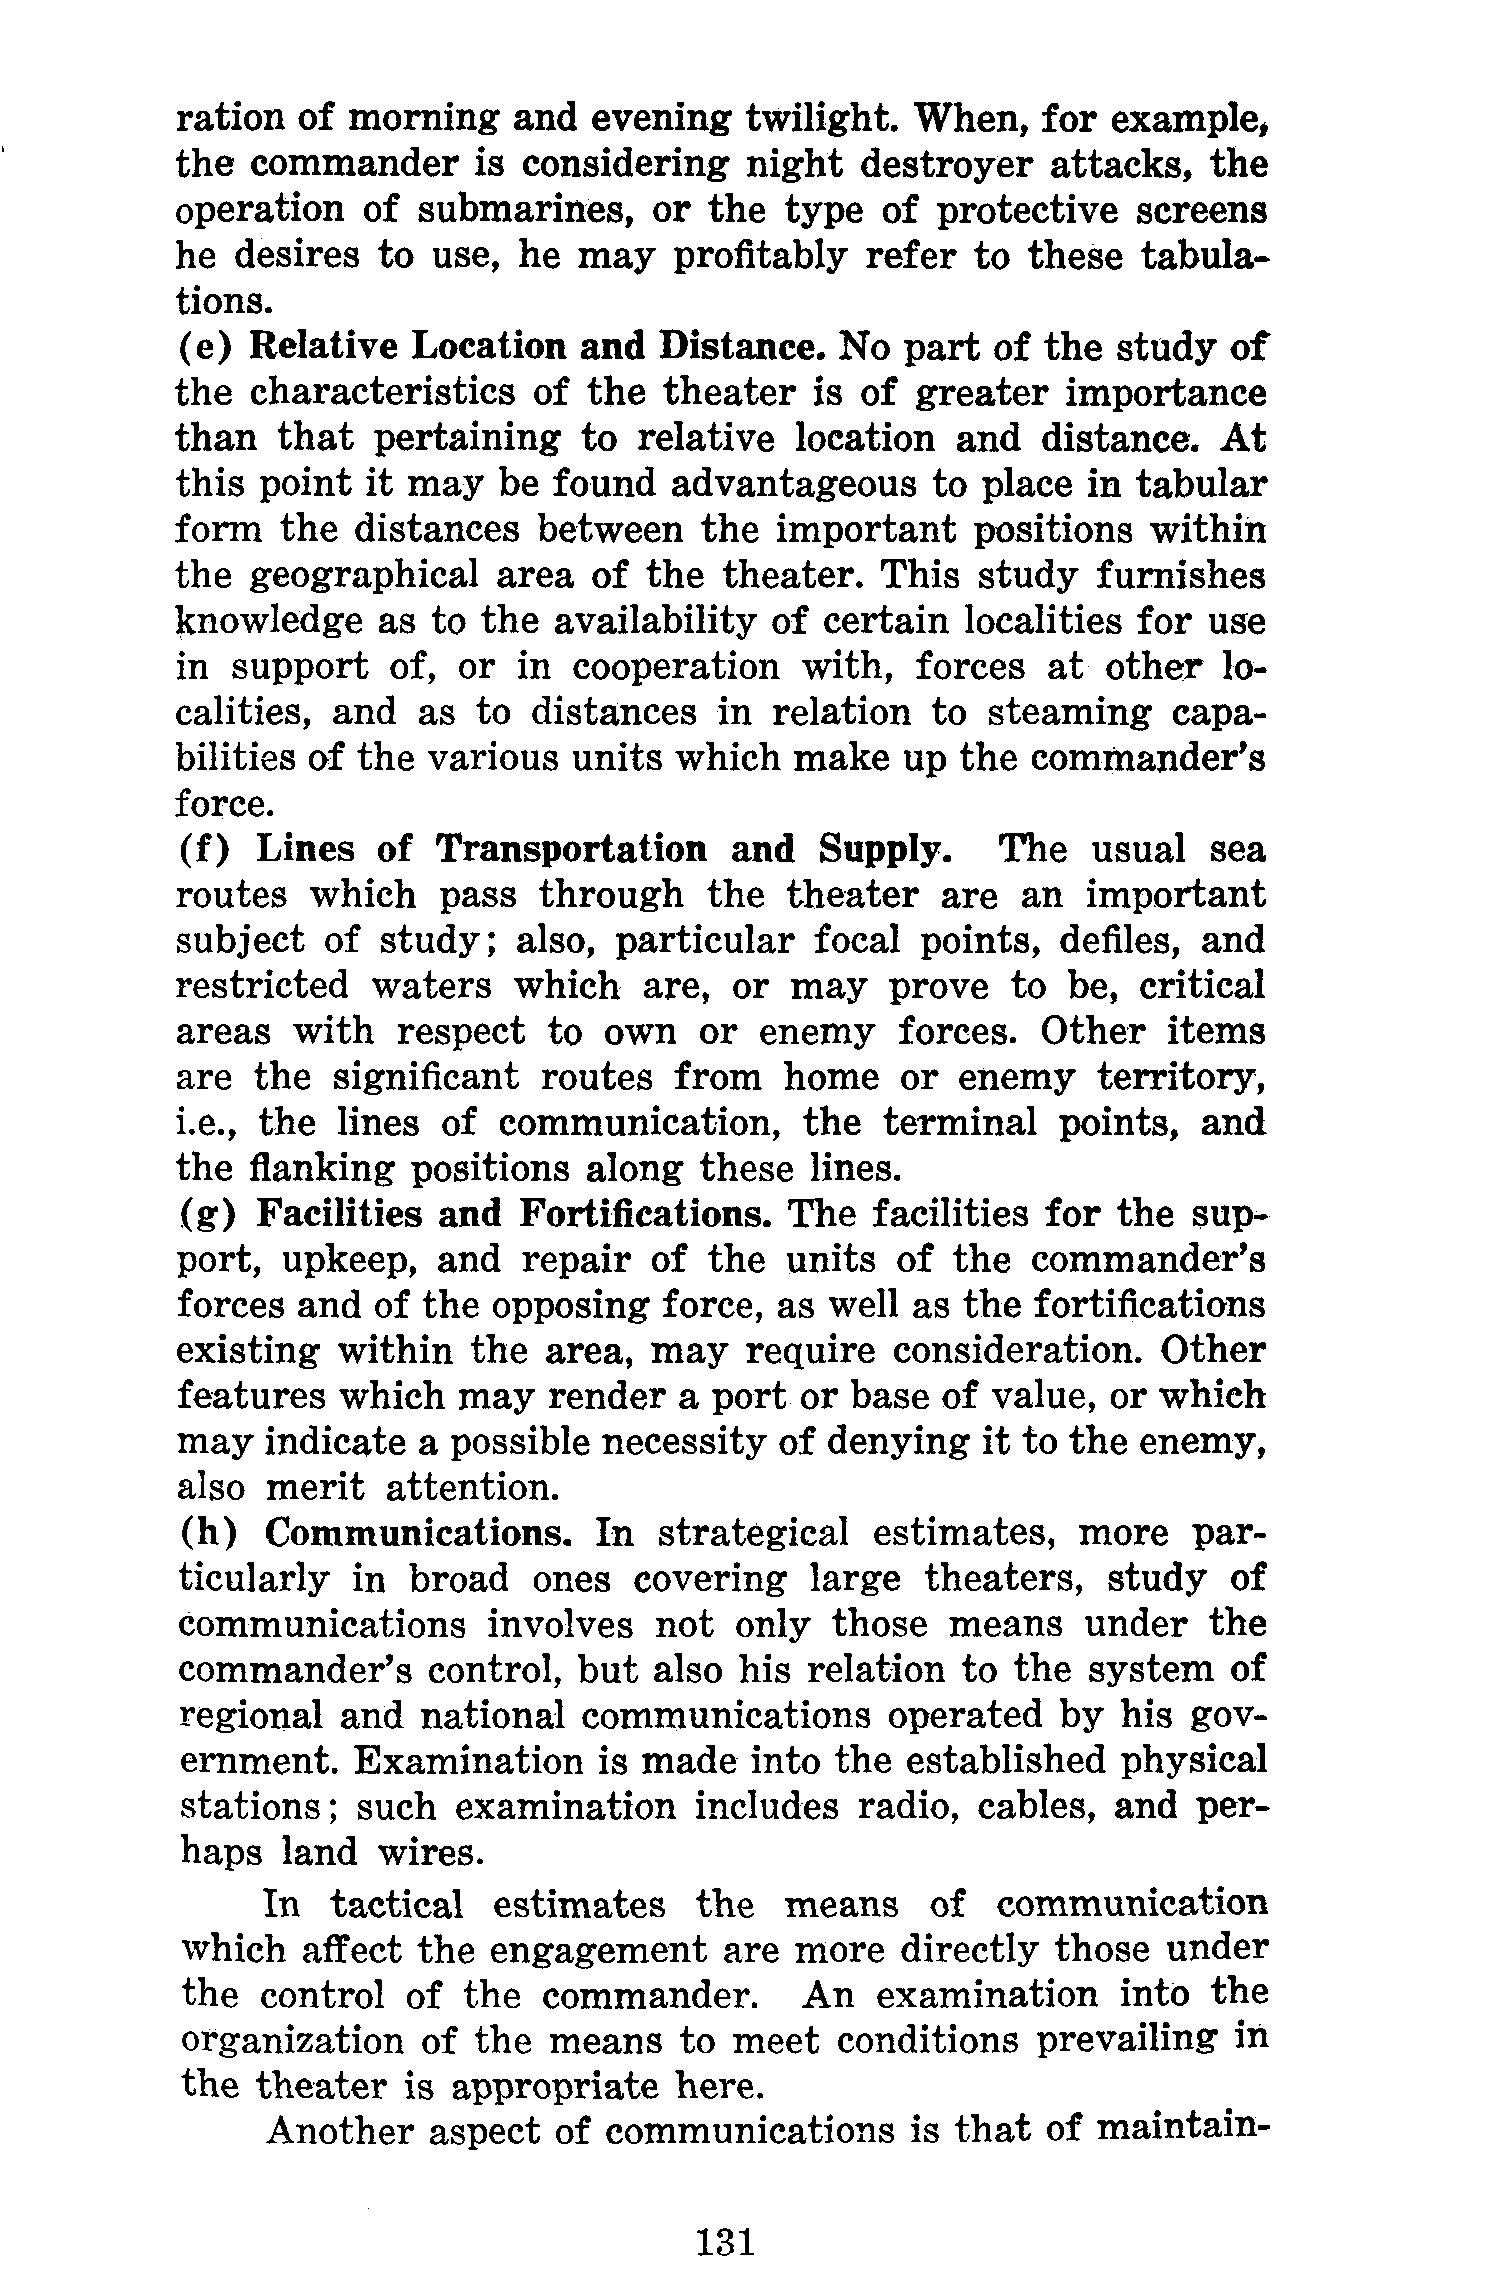 ration of morning and evening twilight. When, for example,
the commander is considering night destroyer attacks, the
operation of submarines, or the type of protective screens
he desires to use, he may profitably refer to these tabula-
tions.
(e) Relative Location and Distance. No part of the study of
the characteristics of the theater is of greater importance
than that pertaining to relative location and distance. At
this point it may be found advantageous to place in tabular
form the distances between the important positions within
the geographical area of the theater. This study furnishes
knowledge as to the availability of certain localities for use
in support of, or in cooperation with, forces at other lo-
calities, and as to distances in relation to steaming capa-
bilities of the various units which make up the commander's
force.
(f) Lines of Transportation and Supply. The usual sea
routes which pass through the theater are an important
subject of study; also, particular focal points, defiles, and
restricted waters which are, or may prove to be, critical
areas with respect to own or enemy forces. Other items
are the significant routes from home or enemy territory,
i.e., the lines of communication, the terminal points, and
the flanking positions along these lines.
(g) Facilities and Fortifications. The facilities for the sup-
port, upkeep, and repair of the units of the commander's
forces and of the opposing force, as well as the fortifications
existing within the area, may require consideration. Other
features which may render a port or base of value, or which
may indicate a possible necessity of denying it to the enemy,
also merit attention.
(h) Communications. In strategical estimates, more par-
ticularly in broad ones covering large theaters, study of
communications involves not only those means under the
commander's control, but also his relation to the system of
regional and national communications operated by his gov-
ernment. Examination is made into the established physical
stations; such examination includes radio, cables, and per-
haps land wires.
In tactical estimates the means of communication
which affect the engagement are more directly those under
the control of the commander. An examination into the
organization of the means to meet conditions prevailing in
the theater is appropriate here.
Another aspect of communications is that of maintain-
131